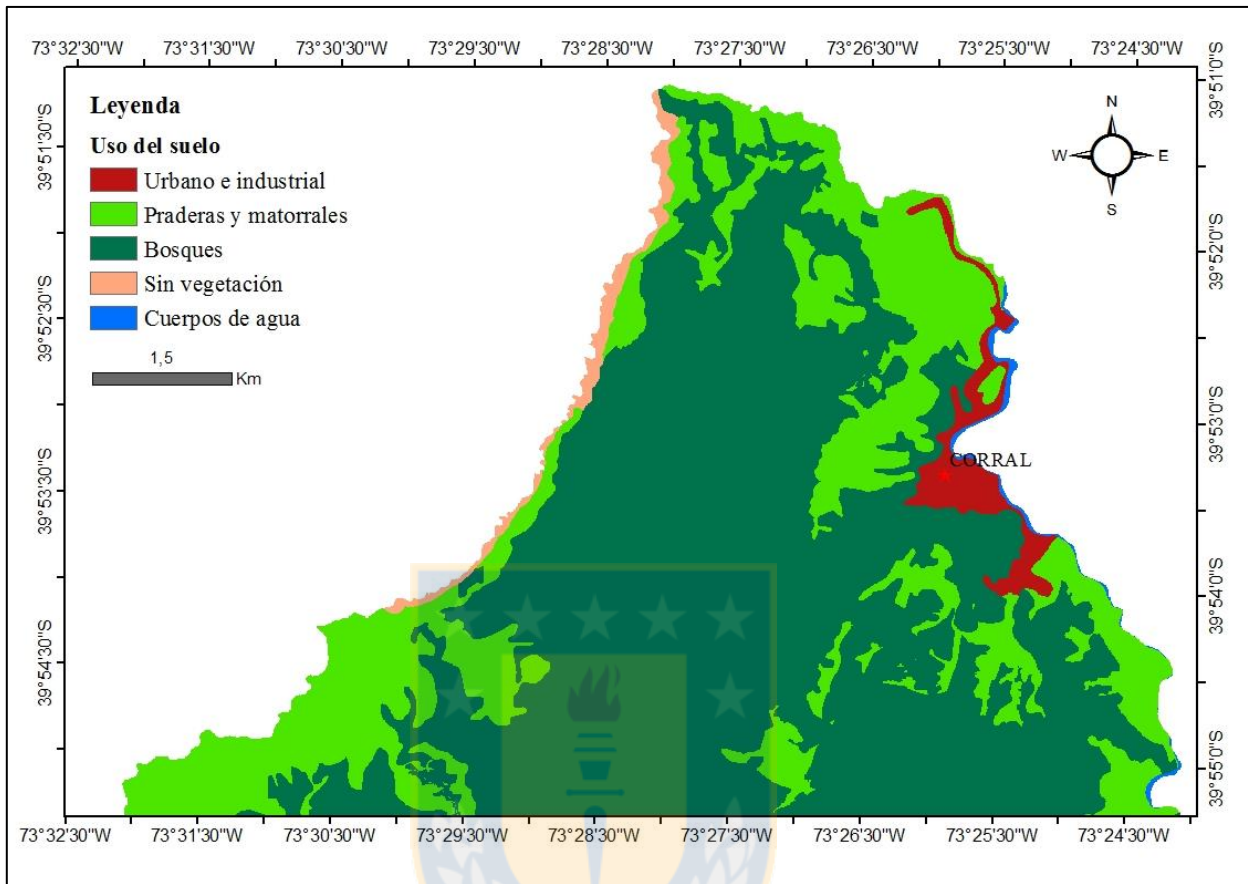 73°32'30"W 73°31'30"W 73°30'30"W 73°29'30"W 73°28'30"W 73°27'30"W 73°26'30"W 73°25'30"W 73°24'30"W
39°51'0"S
39°51'30"S
Leyenda
Uso del suelo
Urbano e industrial
Praderas y matorrales
Bosques
Sin vegetación
Cuerpos de agua
1,5
Km
N
W
E
S
39°52'0"S
39°52'30"S
39°53'0"S
CORRAL
39°53'30"S
39°54'0"S
39°54'30"S
39°55'0"S
73°32'30"W 73°31'30"W 73°30'30"W 73°29'30"W 73°28'30"W 73°27'30"W 73°26'30"W 73°25'30"W 73°24'30"W